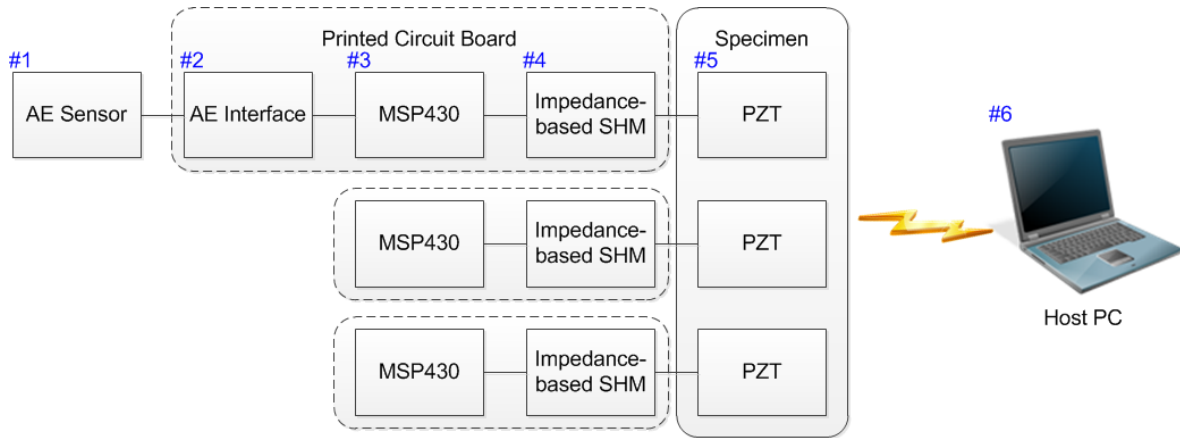 Printed Circuit Board
Specimen
#1
#2
#3
#4
#5
AE Sensor
AE Interface
MSP430
Impedance-
based SHM
PZT
#6
MSP430
Impedance-
based SHM
PZT
Host PC
MSP430
Impedance-
based SHM
PZT